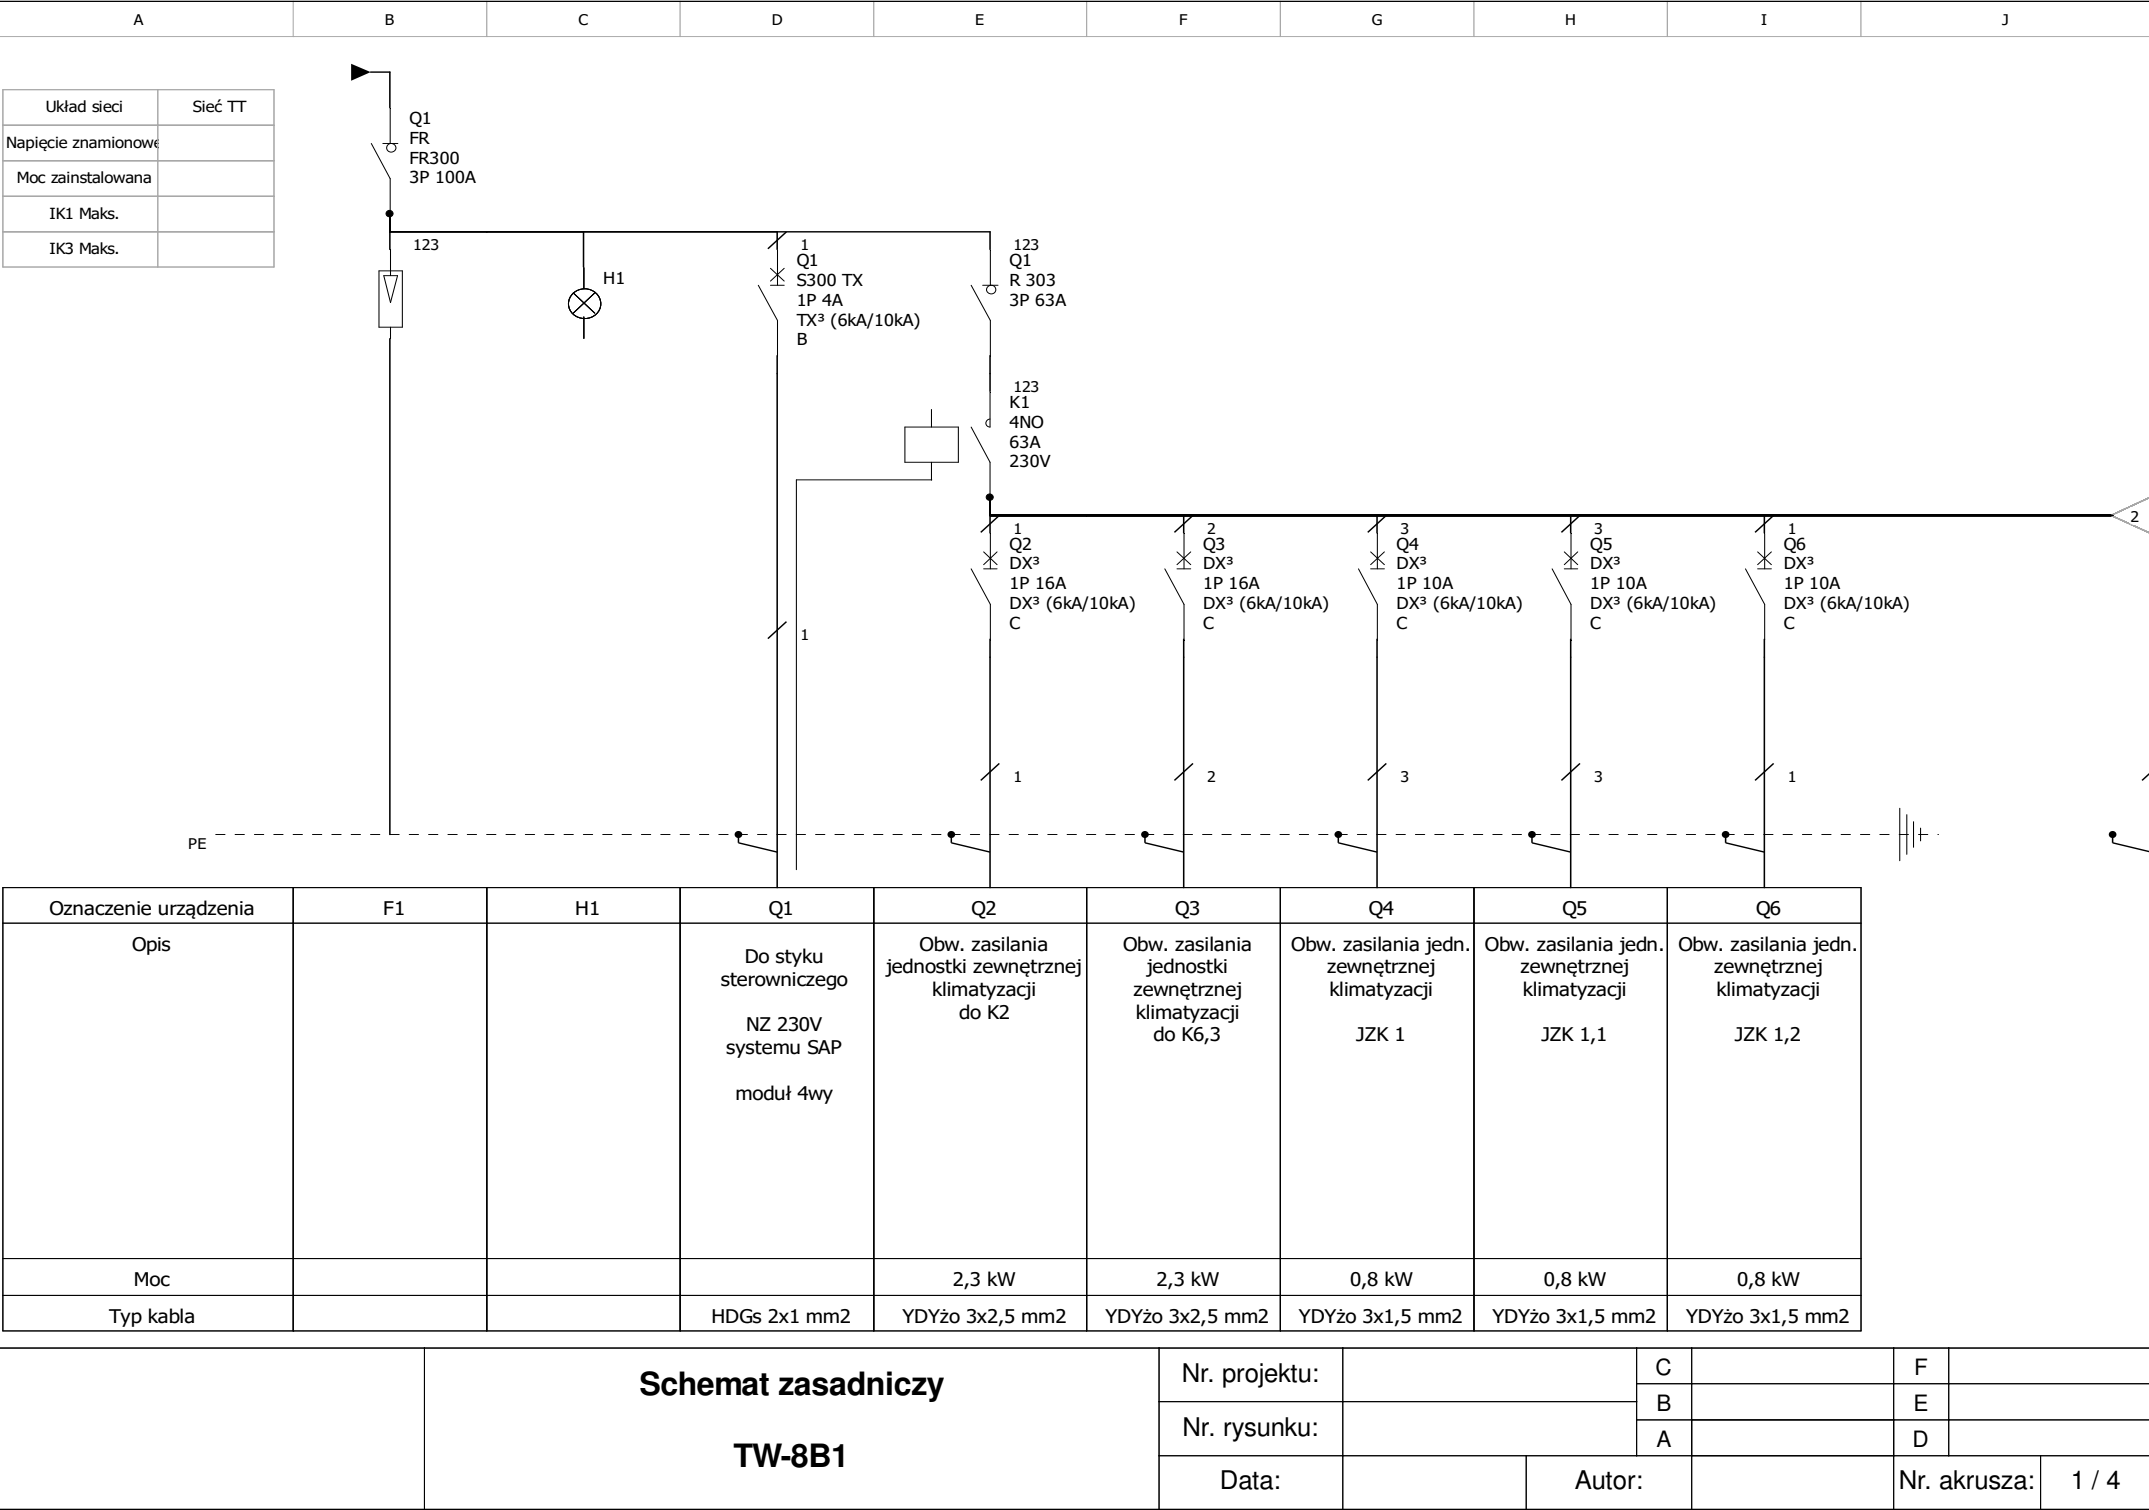 A B C D E F G H I J
Układ sieci Sieć TT
Napięcie znamionowe
Moc zainstalowana
IK1 Maks.
IK3 Maks.
Q1
FR
FR300
3P 100A
123
H1
1
Q1
S300 TX
1P 4A
TX³ (6kA/10kA)
B
123
Q1
R 303
3P 63A
123
K1
4NO
63A
230V
2
1
Q2
DX³
1P 16A
DX³ (6kA/10kA)
C
2
Q3
DX³
1P 16A
DX³ (6kA/10kA)
C
3
Q4
DX³
1P 10A
DX³ (6kA/10kA)
C
3
Q5
DX³
1P 10A
DX³ (6kA/10kA)
C
1
Q6
DX³
1P 10A
DX³ (6kA/10kA)
C
1
1 2 3 3 1
PE
Oznaczenie urządzenia F1 H1 Q1 Q2 Q3 Q4 Q5 Q6
Opis
Do styku
sterowniczego
NZ 230V
systemu SAP
moduł 4wy
Obw. zasilania
jednostki zewnętrznej
klimatyzacji
do K2
Obw. zasilania
jednostki
zewnętrznej
klimatyzacji
do K6,3
Obw. zasilania jedn.
zewnętrznej
klimatyzacji
JZK 1
Obw. zasilania jedn.
zewnętrznej
klimatyzacji
JZK 1,1
Obw. zasilania jedn.
zewnętrznej
klimatyzacji
JZK 1,2
Moc 2,3 kW 2,3 kW 0,8 kW 0,8 kW 0,8 kW
Typ kabla HDGs 2x1 mm2 YDYżo 3x2,5 mm2 YDYżo 3x2,5 mm2 YDYżo 3x1,5 mm2 YDYżo 3x1,5 mm2 YDYżo 3x1,5 mm2
Schemat zasadniczy
TW-8B1
Nr. projektu:
Nr. rysunku:
Data:
Autor:
C F
B E
A D
Nr. akrusza: 1 / 4